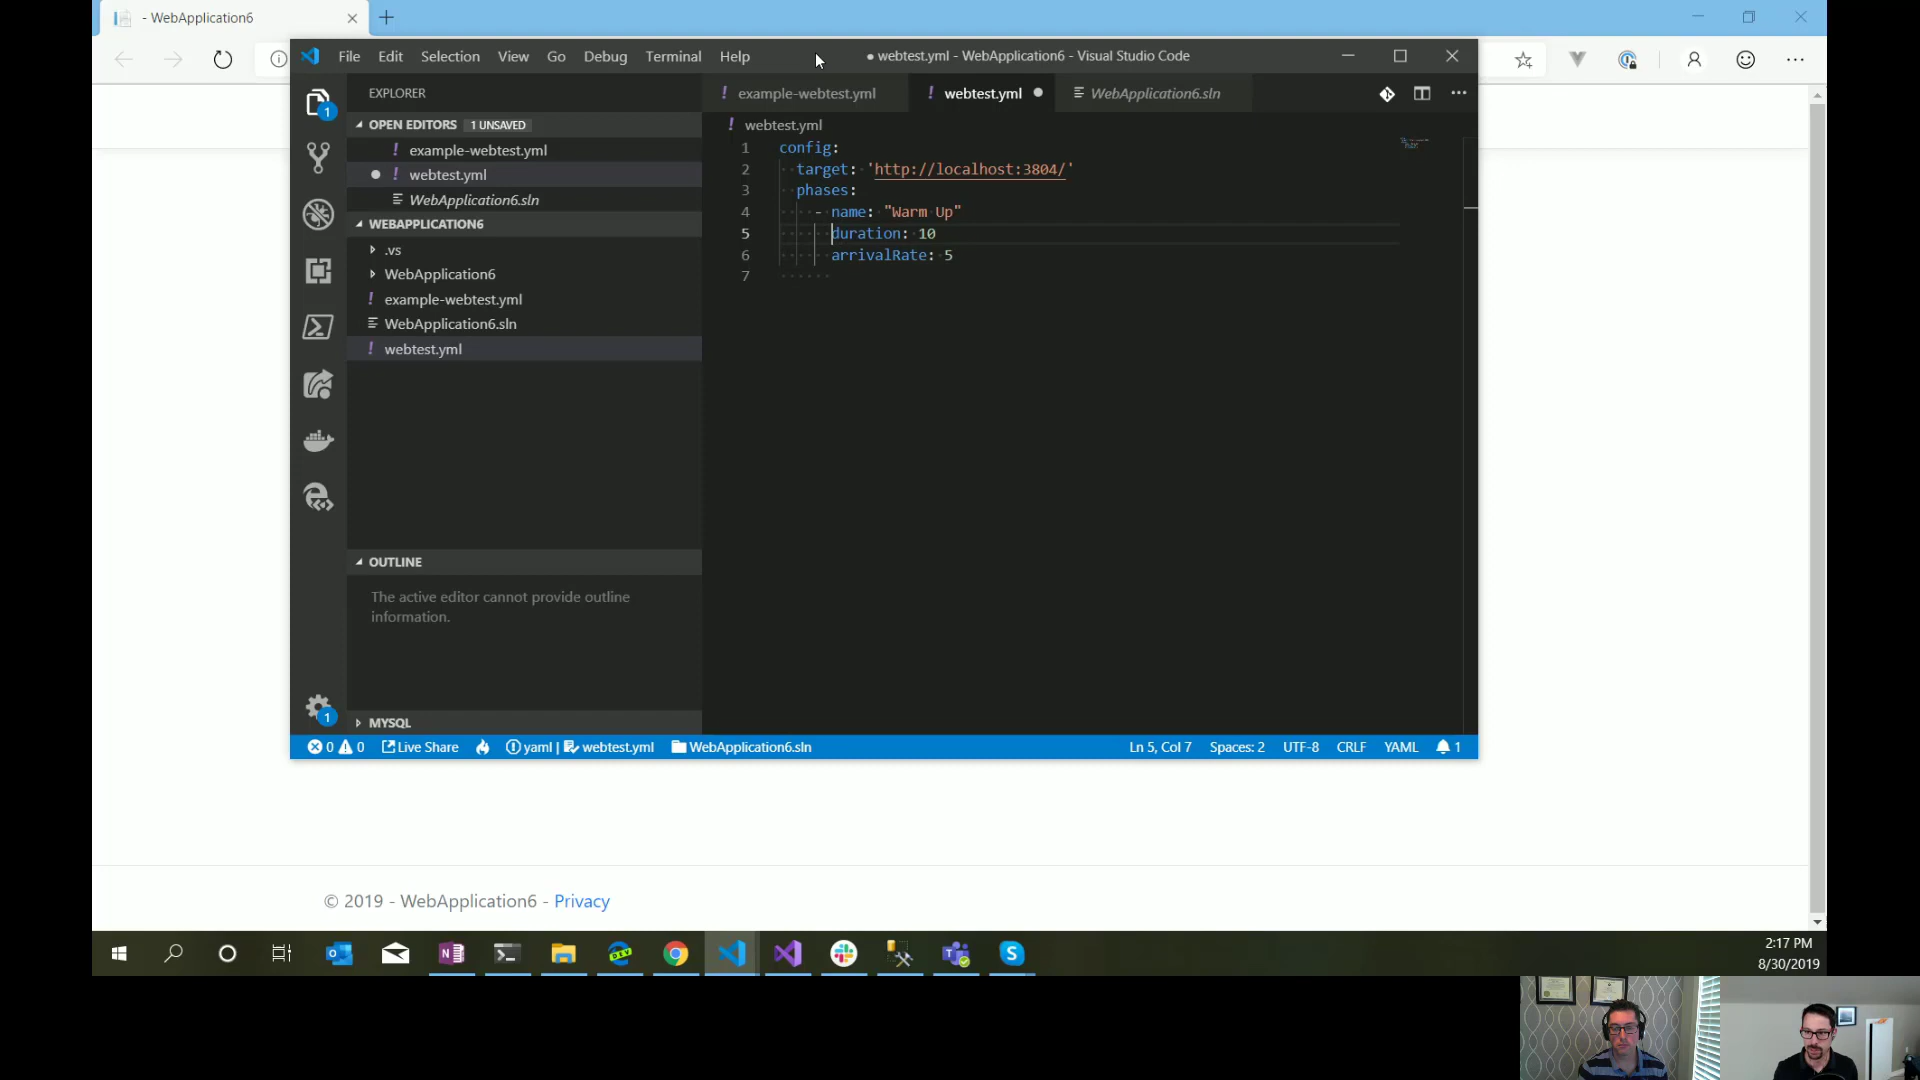 - WebApplication6
File Edit Selection View Go Debug Terminal Help
● webtest.yml - WebApplication6 - Visual Studio Code
EXPLORER
OPEN EDITORS 1 UNSAVED
! example-webtest.yml
● ! webtest.yml
WebApplication6.sln
WEBAPPLICATION6
.vs
WebApplication6
! example-webtest.yml
WebApplication6.sln
! webtest.yml
OUTLINE
The active editor cannot provide outline
information.
MYSQL
1
1
! example-webtest.yml ! webtest.yml ● WebApplication6.sln
! webtest.yml
1 config:
2 target: 'http://localhost:3804/'
3 phases:
4 - name: "Warm Up"
5 duration: 10
6 arrivalRate: 5
7
0 0 Live Share yaml | webtest.yml WebApplication6.sln Ln 5, Col 7 Spaces: 2 UTF-8 CRLF YAML 1
© 2019 - WebApplication6 - Privacy
2:17 PM
8/30/2019